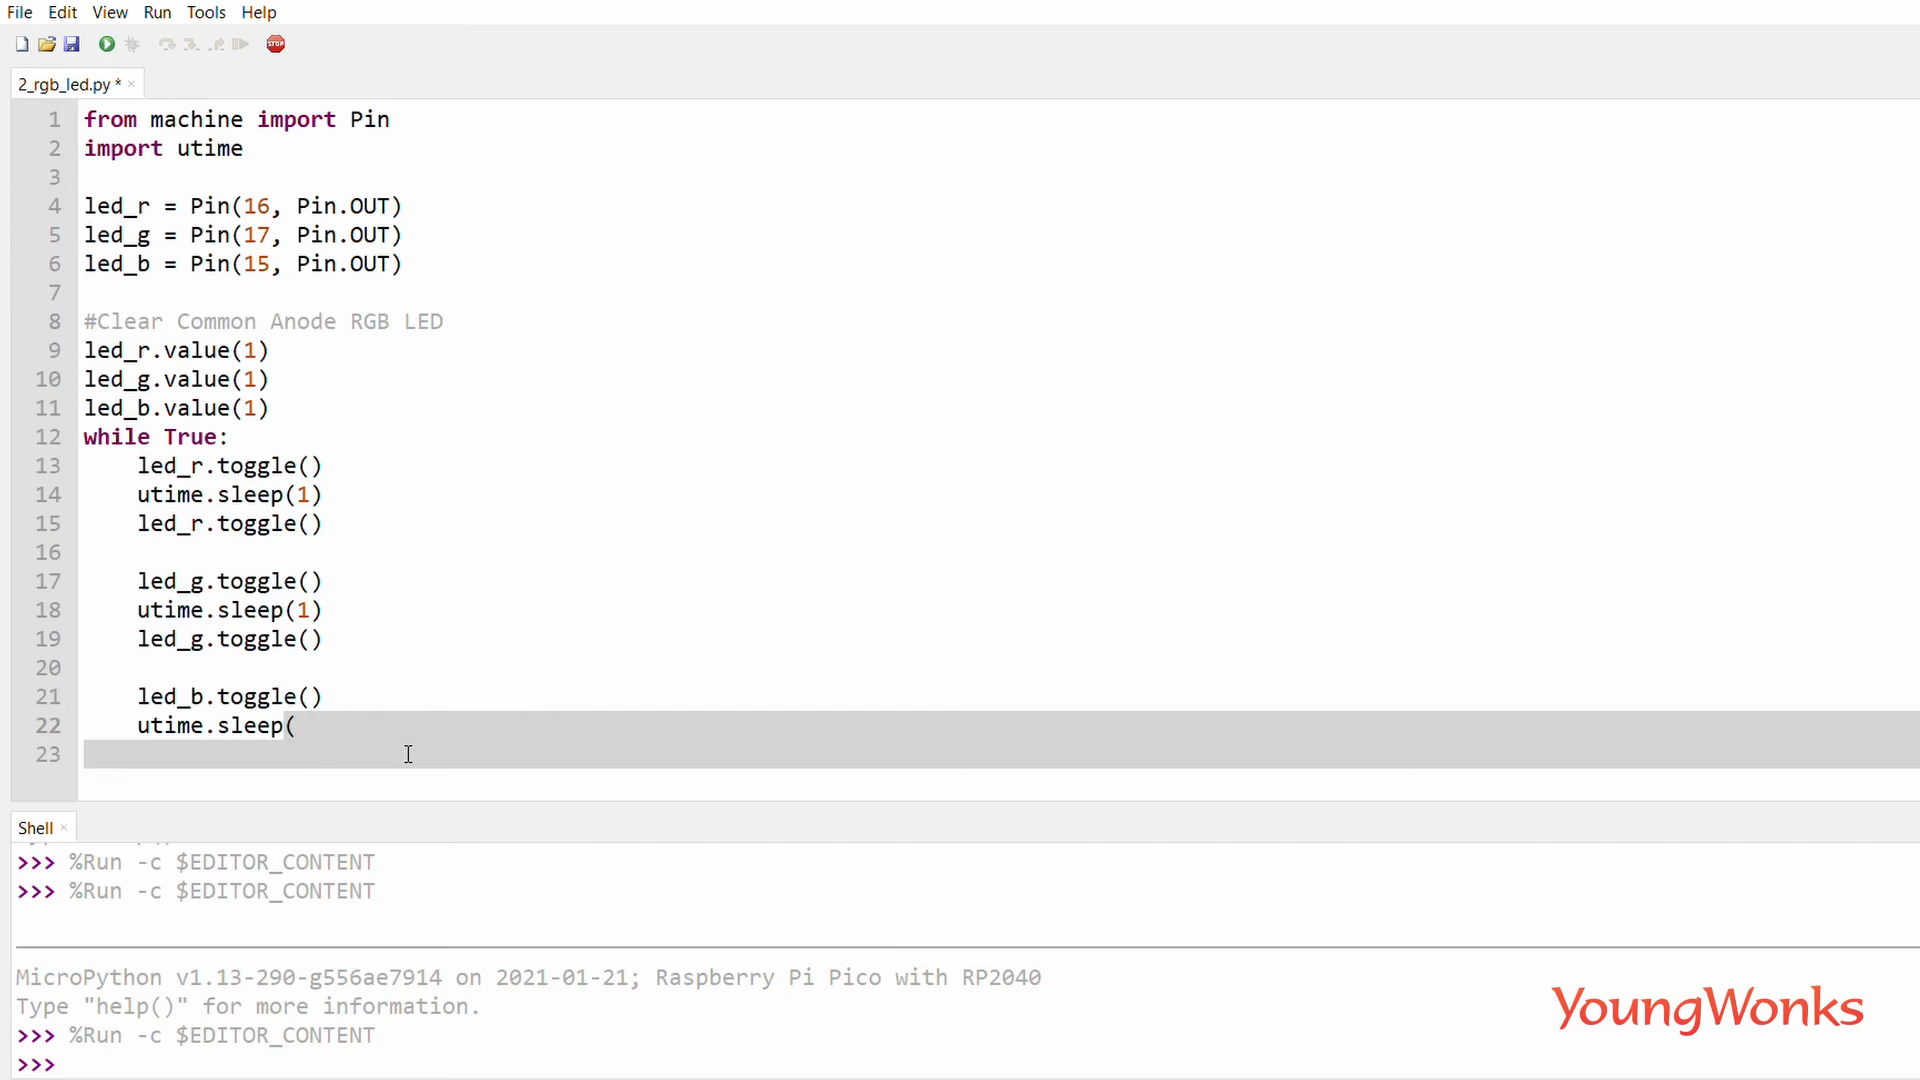 File Edit View Run Tools Help
STOP
2_rgb_led.py * ×
1 from machine import Pin
2 import utime
3
4 led_r = Pin(16, Pin.OUT)
5 led_g = Pin(17, Pin.OUT)
6 led_b = Pin(15, Pin.OUT)
7
8 #Clear Common Anode RGB LED
9 led_r.value(1)
10 led_g.value(1)
11 led_b.value(1)
12 while True:
13 led_r.toggle()
14 utime.sleep(1)
15 led_r.toggle()
16
17 led_g.toggle()
18 utime.sleep(1)
19 led_g.toggle()
20
21 led_b.toggle()
22 utime.sleep(
23
Shell ×
>>> %Run -c $EDITOR_CONTENT
>>> %Run -c $EDITOR_CONTENT
MicroPython v1.13-290-g556ae7914 on 2021-01-21; Raspberry Pi Pico with RP2040
Type "help()" for more information.
>>> %Run -c $EDITOR_CONTENT
>>>
YoungWonks